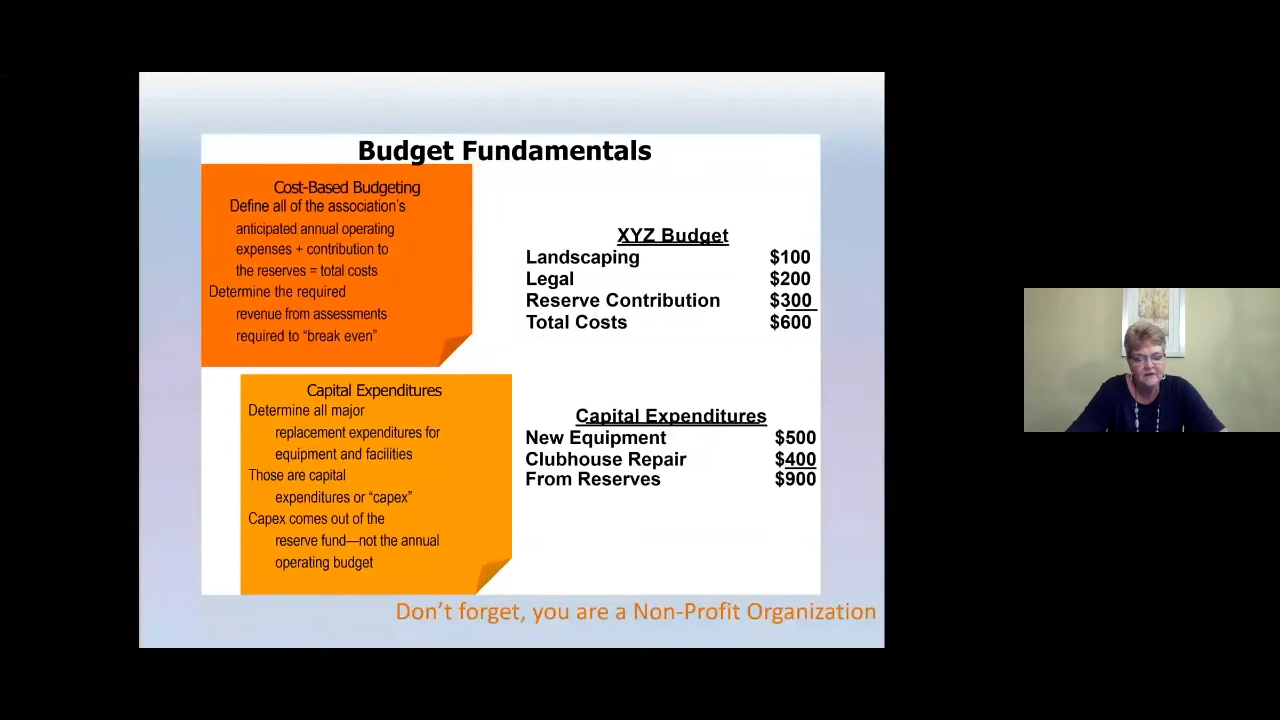 Budget Fundamentals
Cost-Based Budgeting
Define all of the association's
anticipated annual operating
expenses + contribution to
the reserves = total costs
Determine the required
revenue from assessments
required to “break even”
XYZ Budget
Landscaping $100
Legal $200
Reserve Contribution $300
Total Costs $600
Capital Expenditures
Determine all major
replacement expenditures for
equipment and facilities
Those are capital
expenditures or “capex”
Capex comes out of the
reserve fund—not the annual
operating budget
Capital Expenditures
New Equipment $500
Clubhouse Repair $400
From Reserves $900
Don't forget, you are a Non-Profit Organization